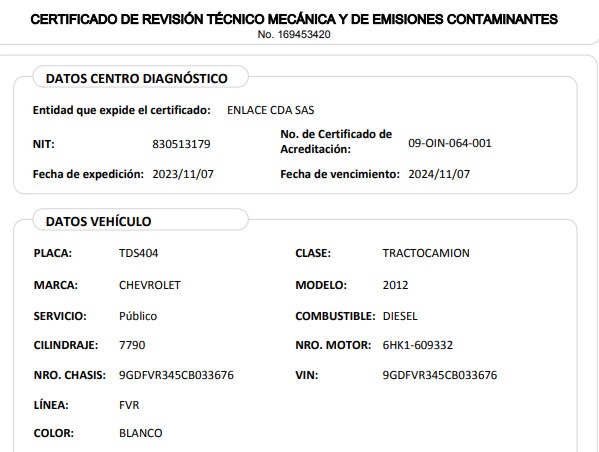 CERTIFICADO DE REVISIÓN TÉCNICO MECÁNICA Y DE EMISIONES CONTAMINANTES
No. 169453420
DATOS CENTRO DIAGNÓSTICO
Entidad que expide el certificado: ENLACE CDA SAS
NIT: 830513179 No. de Certificado de Acreditación: 09-OIN-064-001
Fecha de expedición: 2023/11/07 Fecha de vencimiento: 2024/11/07
DATOS VEHÍCULO
PLACA: TDS404 CLASE: TRACTOCAMION
MARCA: CHEVROLET MODELO: 2012
SERVICIO: Público COMBUSTIBLE: DIESEL
CILINDRAJE: 7790 NRO. MOTOR: 6HK1-609332
NRO. CHASIS: 9GDFVR345CB033676 VIN: 9GDFVR345CB033676
LÍNEA: FVR
COLOR: BLANCO